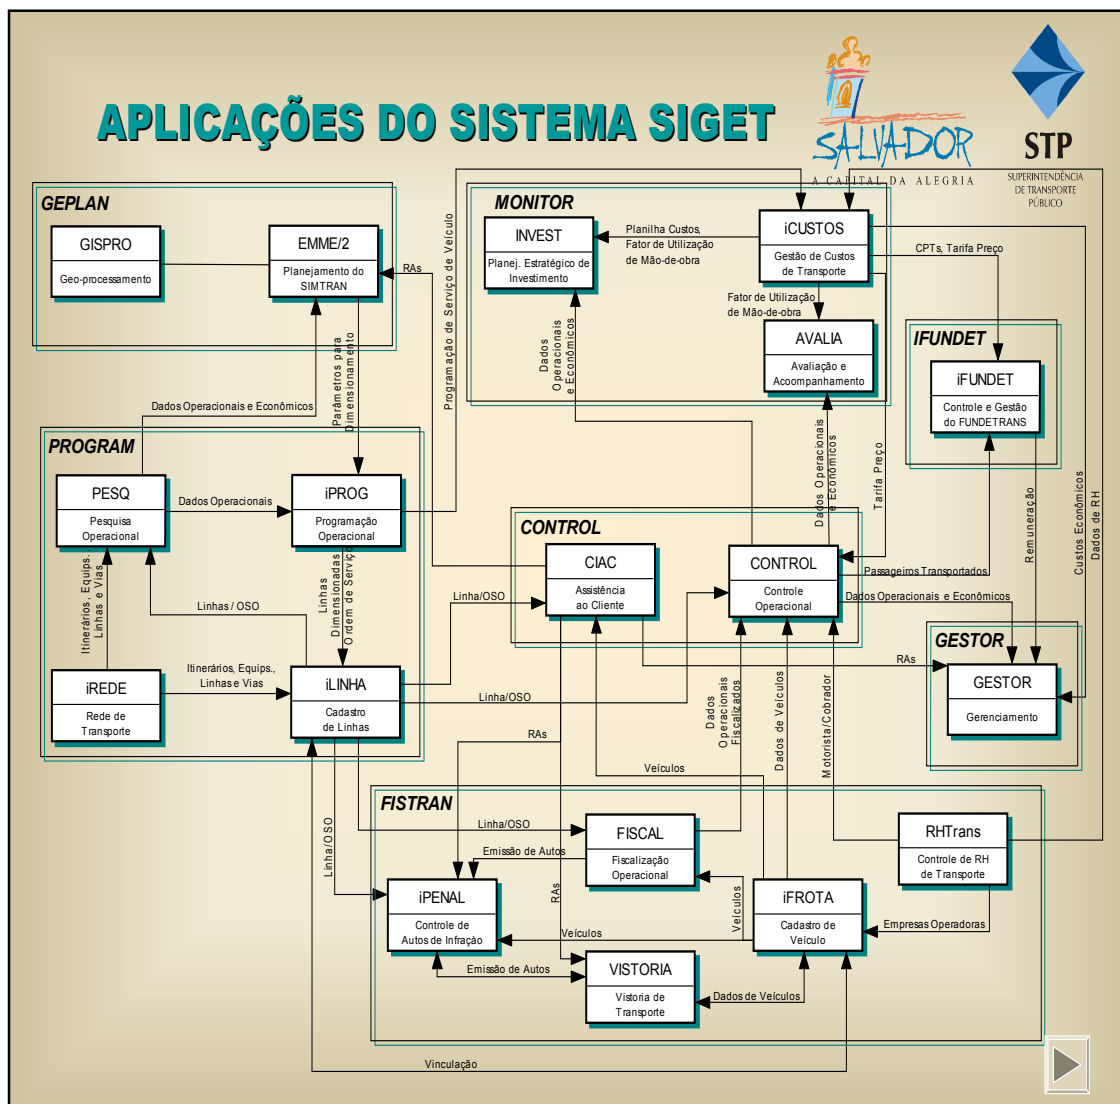 APLICAÇÕES DO SISTEMA SIGET
SALVADOR
A CAPITAL DA ALEGRIA
STP
SUPERINTENDÊNCIA
DE TRANSPORTE
PÚBLICO
GEPLAN
GISPRO
Geo-processamento
EMME/2
Planejamento do
SIMTRAN
RAs
Programação de Serviço de Veículo
MONITOR
INVEST
Planej. Estratégico de
Investimento
Planilha Custos,
Fator de Utilização
de Mão-de-obra
iCUSTOS
Gestão de Custos
de Transporte
CPTs, Tarifa Preço
Fator de Utilização
de Mão-de-obra
AVALIA
Avaliação e
Acoompanhamento
Dados
Operacionais
e Econômicos
Dados Operacionais
e Econômicos
Tarifa Preço
IFUNDET
iFUNDET
Controle e Gestão
do FUNDETRANS
Remuneração
Custos Econômicos
Dados de RH
Dados Operacionais e Econômicos
Parâmetros para
Dimensionamento
PROGRAM
PESQ
Pesquisa
Operacional
Dados Operacionais
iPROG
Programação
Operacional
Itinerários, Equips.,
Linhas e Vias
Linhas / OSO
Linhas
Dimensionadas
Ordem de Serviço
iREDE
Rede de
Transporte
Itinerários, Equips.,
Linhas e Vias
iLINHA
Cadastro
de Linhas
Linha/OSO
Linha/OSO
CONTROL
CIAC
Assistência
ao Cliente
CONTROL
Controle
Operacional
Passageiros Transportados
Dados Operacionais e Econômicos
RAs
GESTOR
GESTOR
Gerenciamento
RAs
Dados
Operacionais
Fiscalizados
Dados de Veículos
Motorista/Cobrador
Veículos
FISTRAN
Linha/OSO
Linha/OSO
FISCAL
Fiscalização
Operacional
Emissão de Autos
RAs
iPENAL
Controle de
Autos de Infraçào
Veículos
Veículos
iFROTA
Cadastro de
Veículo
RHTrans
Controle de RH
de Transporte
Empresas Operadoras
Emissão de Autos
VISTORIA
Vistoria de
Transporte
Dados de Veículos
Vinculação